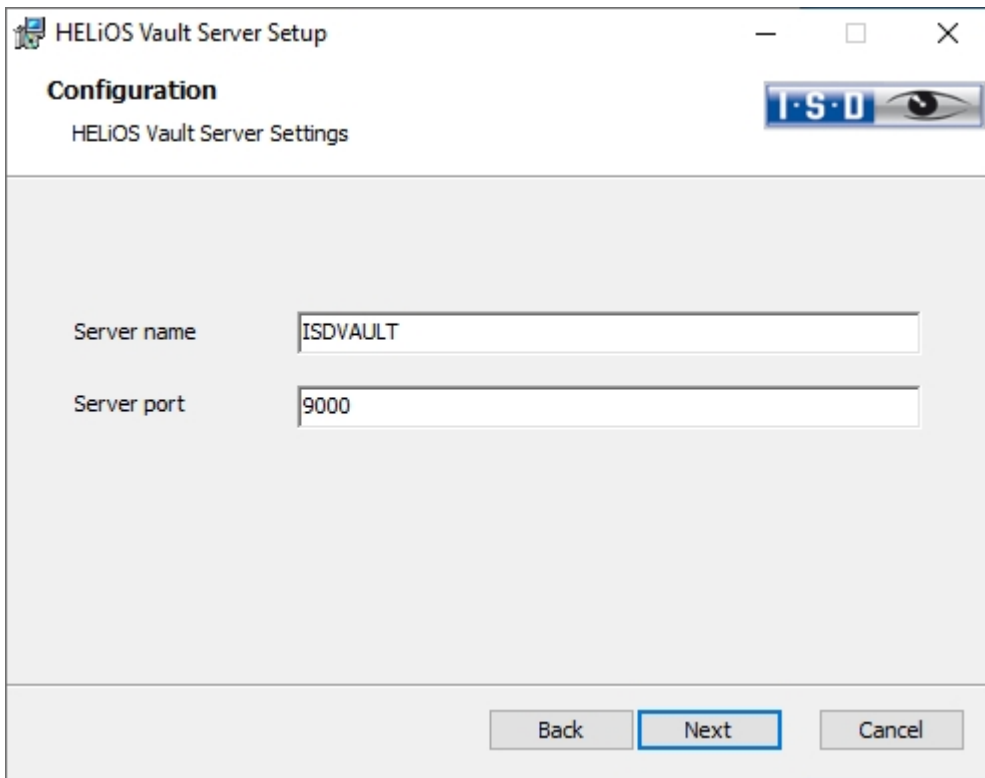 HELiOS Vault Server Setup
Configuration
I·S·D
HELiOS Vault Server Settings
Server name
ISDVAULT
Server port
9000
Back
Next
Cancel